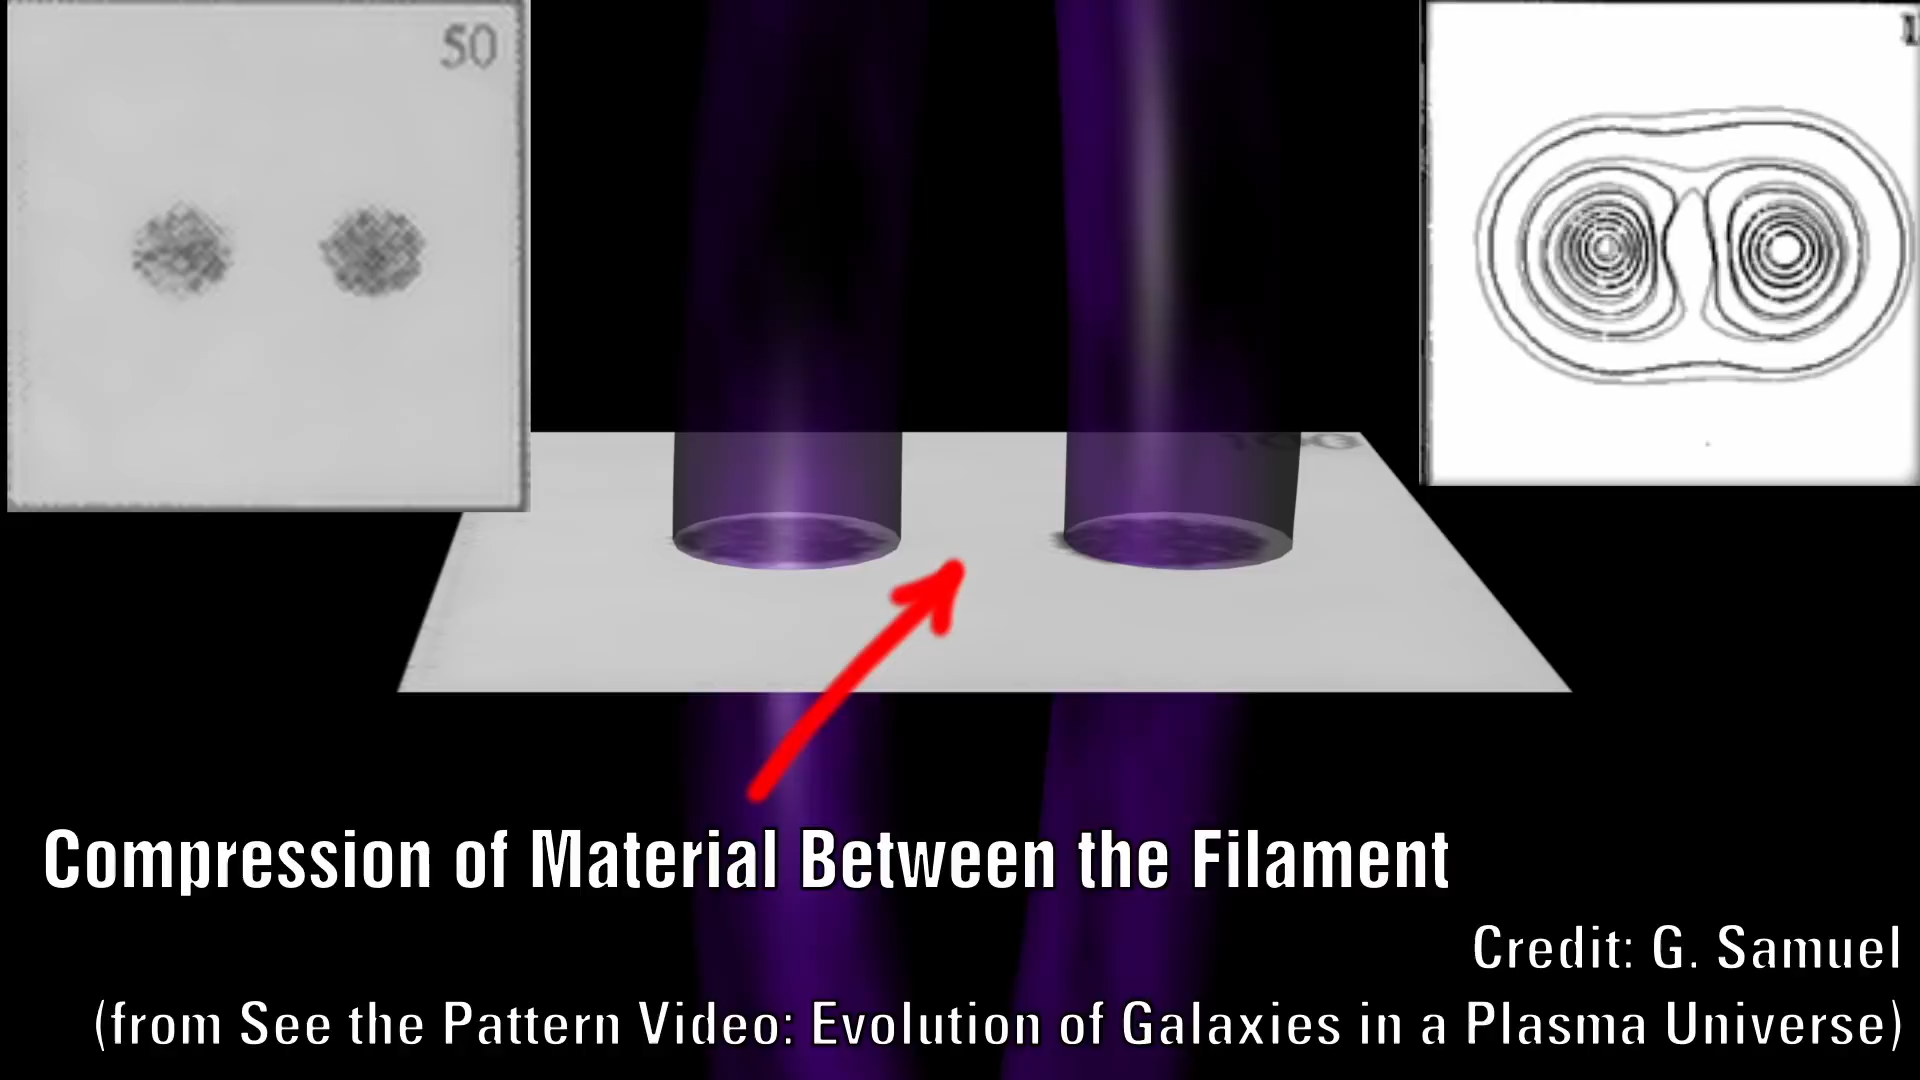 50
Compression of Material Between the Filament
Credit: G. Samuel
(from See the Pattern Video: Evolution of Galaxies in a Plasma Universe)